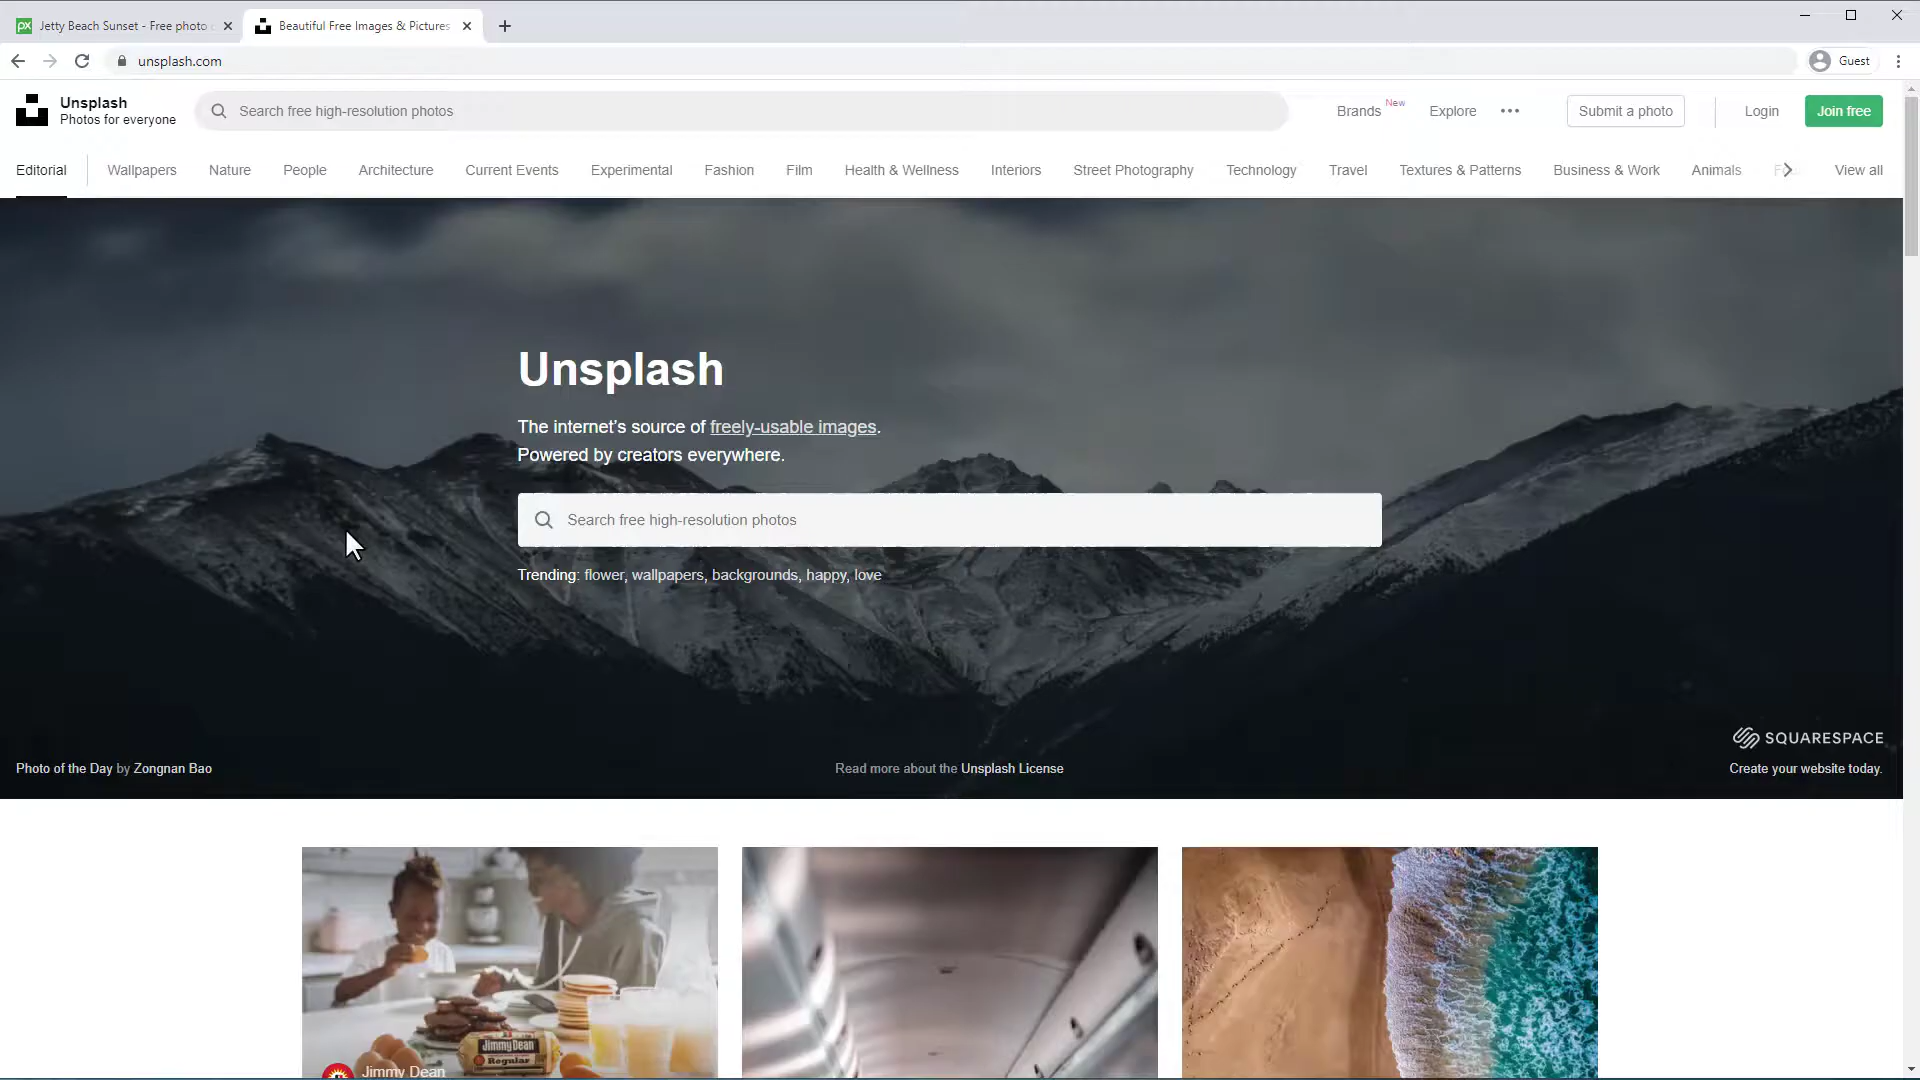 Jetty Beach Sunset - Free photo
Beautiful Free Images & Pictures
unsplash.com
Guest
Unsplash
Photos for everyone
Search free high-resolution photos
Brands New
Explore
Submit a photo
Login
Join free
Editorial
Wallpapers
Nature
People
Architecture
Current Events
Experimental
Fashion
Film
Health & Wellness
Interiors
Street Photography
Technology
Travel
Textures & Patterns
Business & Work
Animals
View all
Unsplash
The internet’s source of freely-usable images.
Powered by creators everywhere.
Search free high-resolution photos
Trending: flower, wallpapers, backgrounds, happy, love
SQUARESPACE
Photo of the Day by Zongnan Bao
Read more about the Unsplash License
Create your website today.
Jimmy Dean
Regular
Jimmy Dean